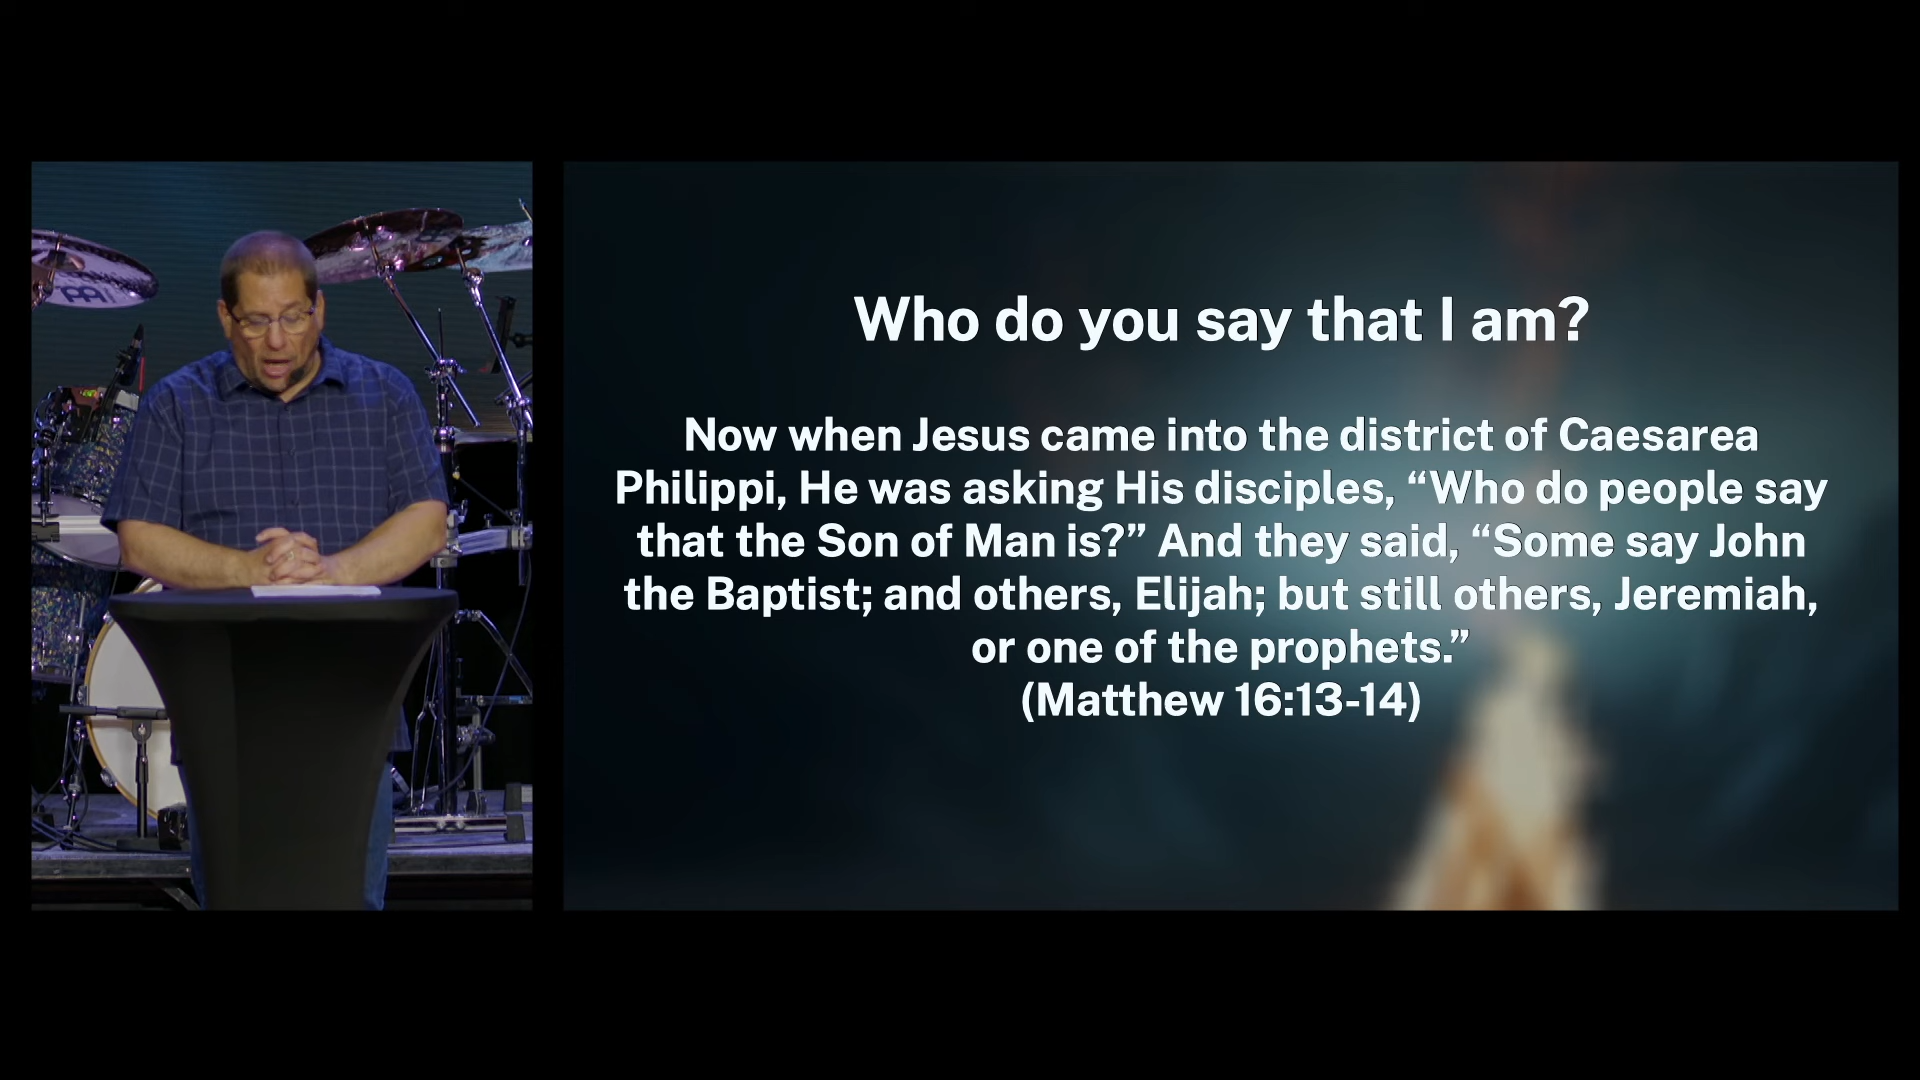 Who do you say that I am?
Now when Jesus came into the district of Caesarea
Philippi, He was asking His disciples, “Who do people say
that the Son of Man is?” And they said, “Some say John
the Baptist; and others, Elijah; but still others, Jeremiah,
or one of the prophets.”
(Matthew 16:13-14)